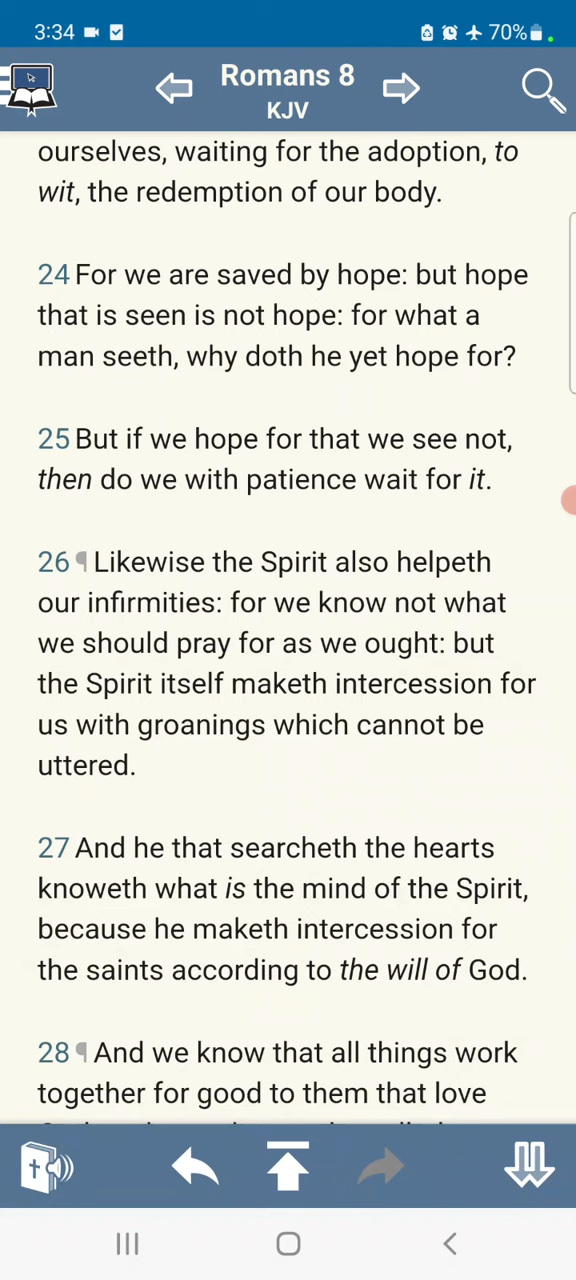 3:34 70%
Romans 8
KJV
ourselves, waiting for the adoption, to
wit, the redemption of our body.
24 For we are saved by hope: but hope
that is seen is not hope: for what a
man seeth, why doth he yet hope for?
25 But if we hope for that we see not,
then do we with patience wait for it.
26 ¶ Likewise the Spirit also helpeth
our infirmities: for we know not what
we should pray for as we ought: but
the Spirit itself maketh intercession for
us with groanings which cannot be
uttered.
27 And he that searcheth the hearts
knoweth what is the mind of the Spirit,
because he maketh intercession for
the saints according to the will of God.
28 ¶ And we know that all things work
together for good to them that love